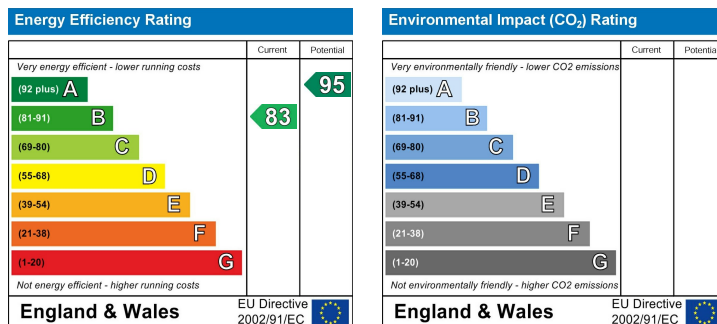 Energy Efficiency Rating
Current Potential
Very energy efficient - lower running costs
(92 plus) A
95
(81-91) B
83
(69-80) C
(55-68) D
(39-54) E
(21-38) F
(1-20) G
Not energy efficient - higher running costs
England & Wales
EU Directive
2002/91/EC
Environmental Impact (CO₂) Rating
Current Potential
Very environmentally friendly - lower CO2 emissions
(92 plus) A
(81-91) B
(69-80) C
(55-68) D
(39-54) E
(21-38) F
(1-20) G
Not environmentally friendly - higher CO2 emissions
England & Wales
EU Directive
2002/91/EC